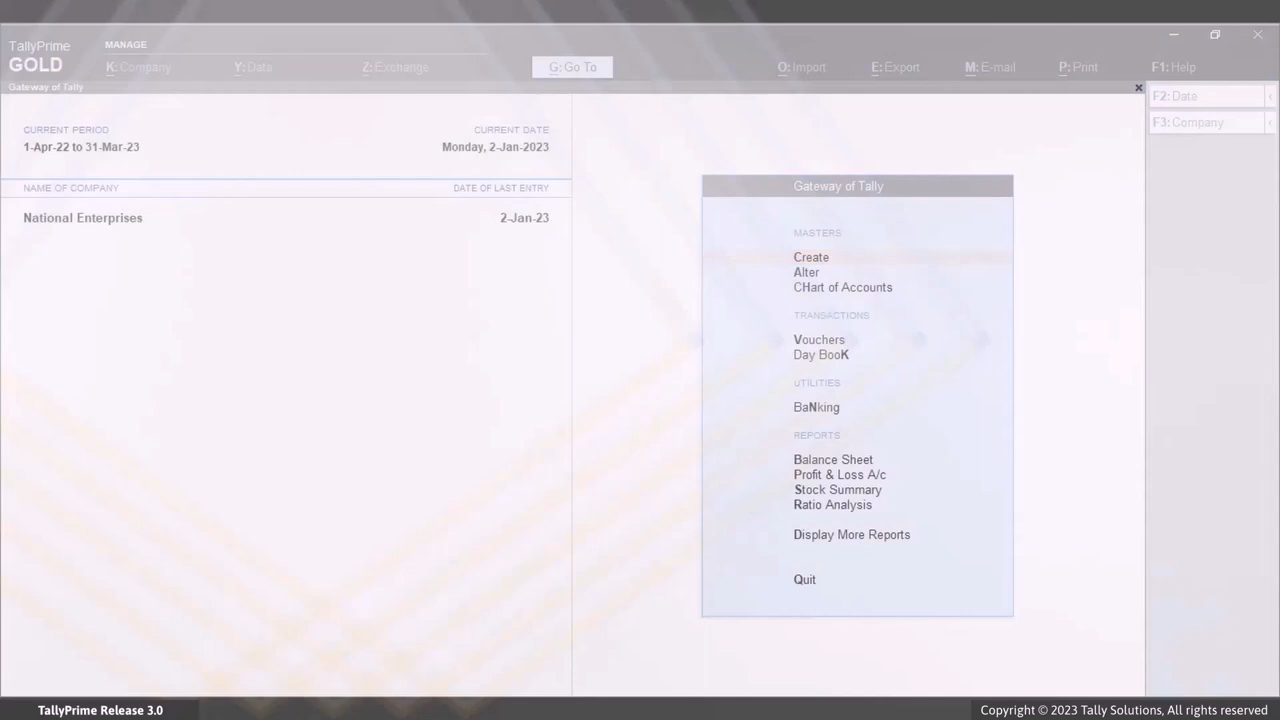 TallyPrime
GOLD
MANAGE
K: Company
Y: Data
Z: Exchange
G: Go To
O: Import
E: Export
M: E-mail
P: Print
F1: Help
Gateway of Tally
F2: Date
F3: Company
CURRENT PERIOD
CURRENT DATE
1-Apr-22 to 31-Mar-23
Monday, 2-Jan-2023
NAME OF COMPANY
DATE OF LAST ENTRY
National Enterprises
2-Jan-23
Gateway of Tally
MASTERS
Create
Alter
CHart of Accounts
TRANSACTIONS
Vouchers
Day BooK
UTILITIES
BaNking
REPORTS
Balance Sheet
Profit & Loss A/c
Stock Summary
Ratio Analysis
Display More Reports
Quit
TallyPrime Release 3.0
Copyright © 2023 Tally Solutions, All rights reserved